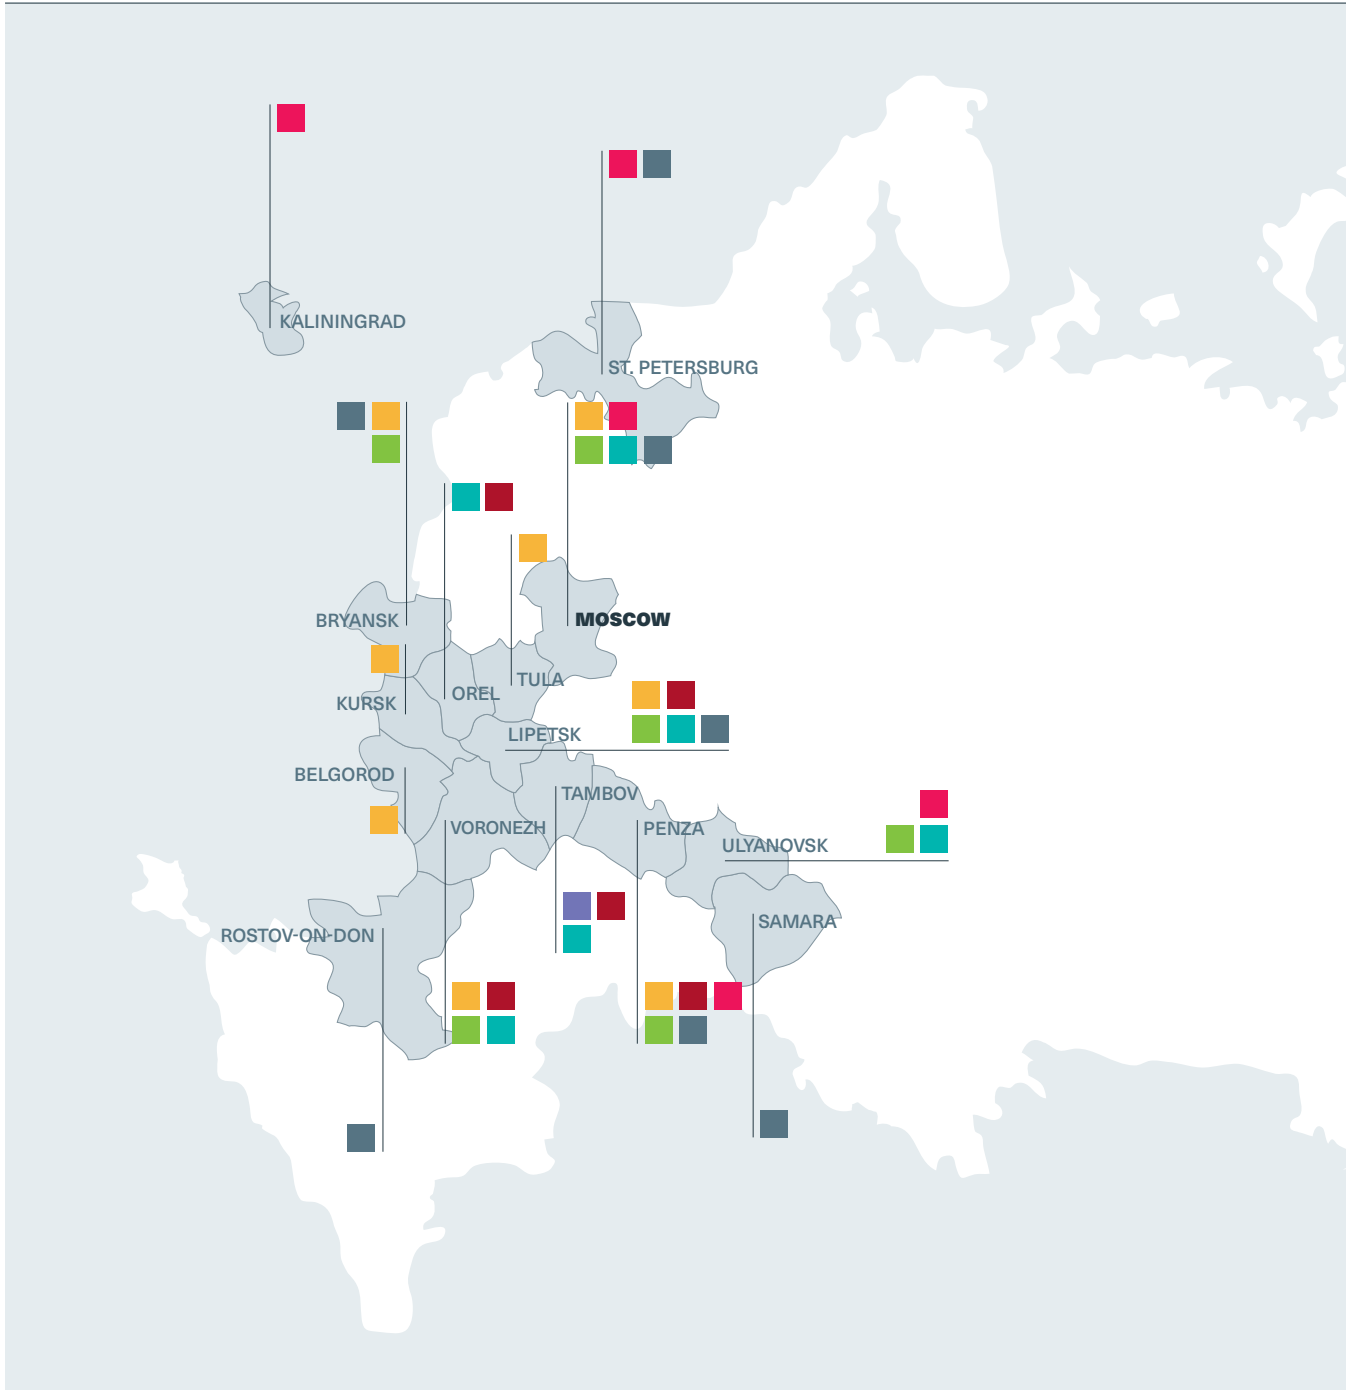 KALININGRAD
ST. PETERSBURG
BRYANSK
MOSCOW
TULA
OREL
KURSK
LIPETSK
BELGOROD
TAMBOV
VORONEZH
PENZA
ULYANOVSK
SAMARA
ROSTOV-ON-DON